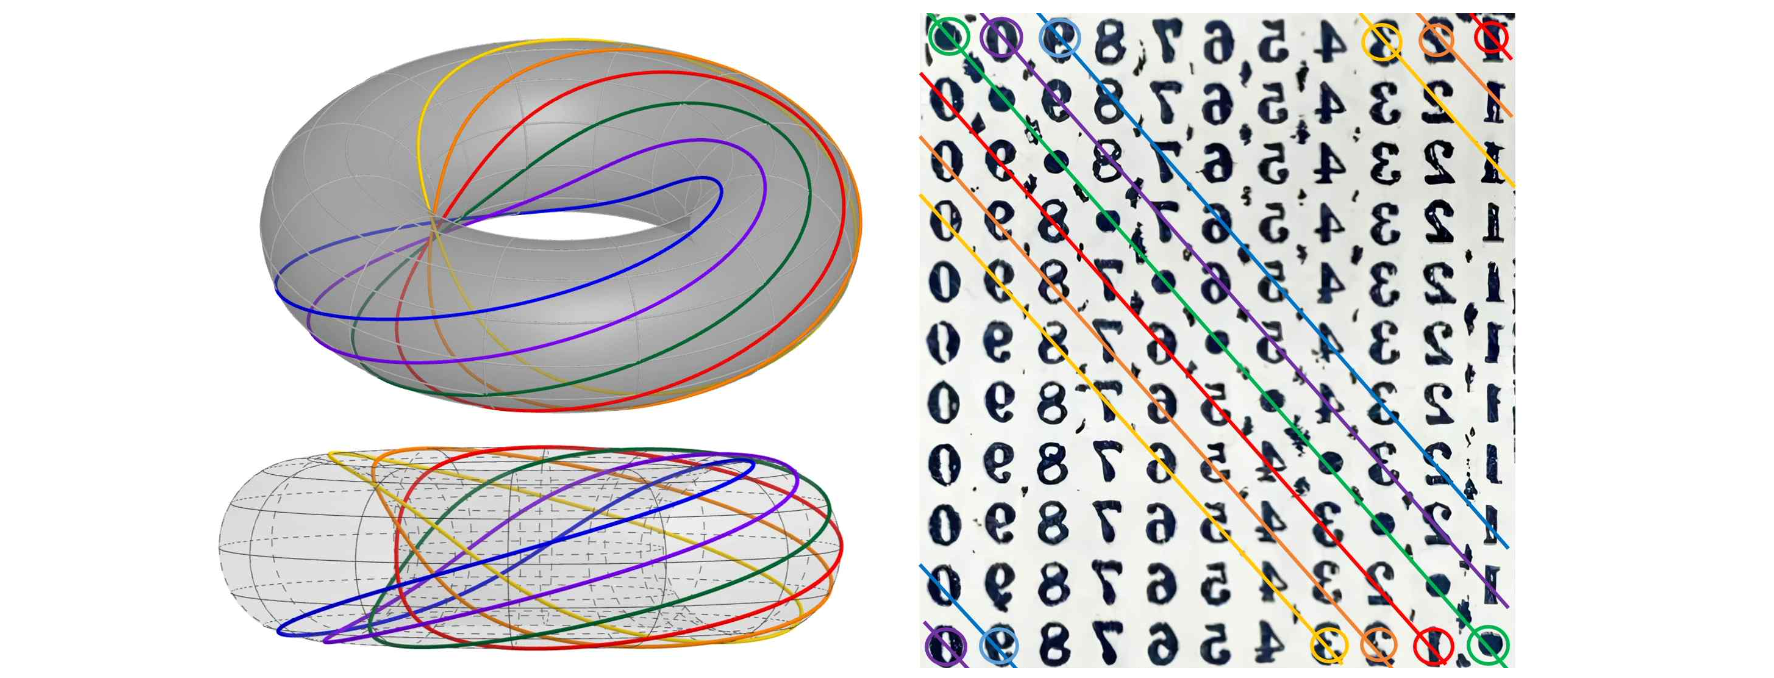 ● 0 9 8 7 6 5 4 3 2 1
0 ● 9 8 7 6 5 4 3 2 1
0 9 ● 8 7 6 5 4 3 2 1
0 9 8 ● 7 6 5 4 3 2 1
0 9 8 7 ● 6 5 4 3 2 1
0 9 8 7 6 ● 5 4 3 2 1
0 9 8 7 6 5 ● 4 3 2 1
0 9 8 7 6 5 4 ● 3 2 1
0 9 8 7 6 5 4 3 ● 2 1
0 9 8 7 6 5 4 3 2 ● 1
0 9 8 7 6 5 4 3 2 1 ●